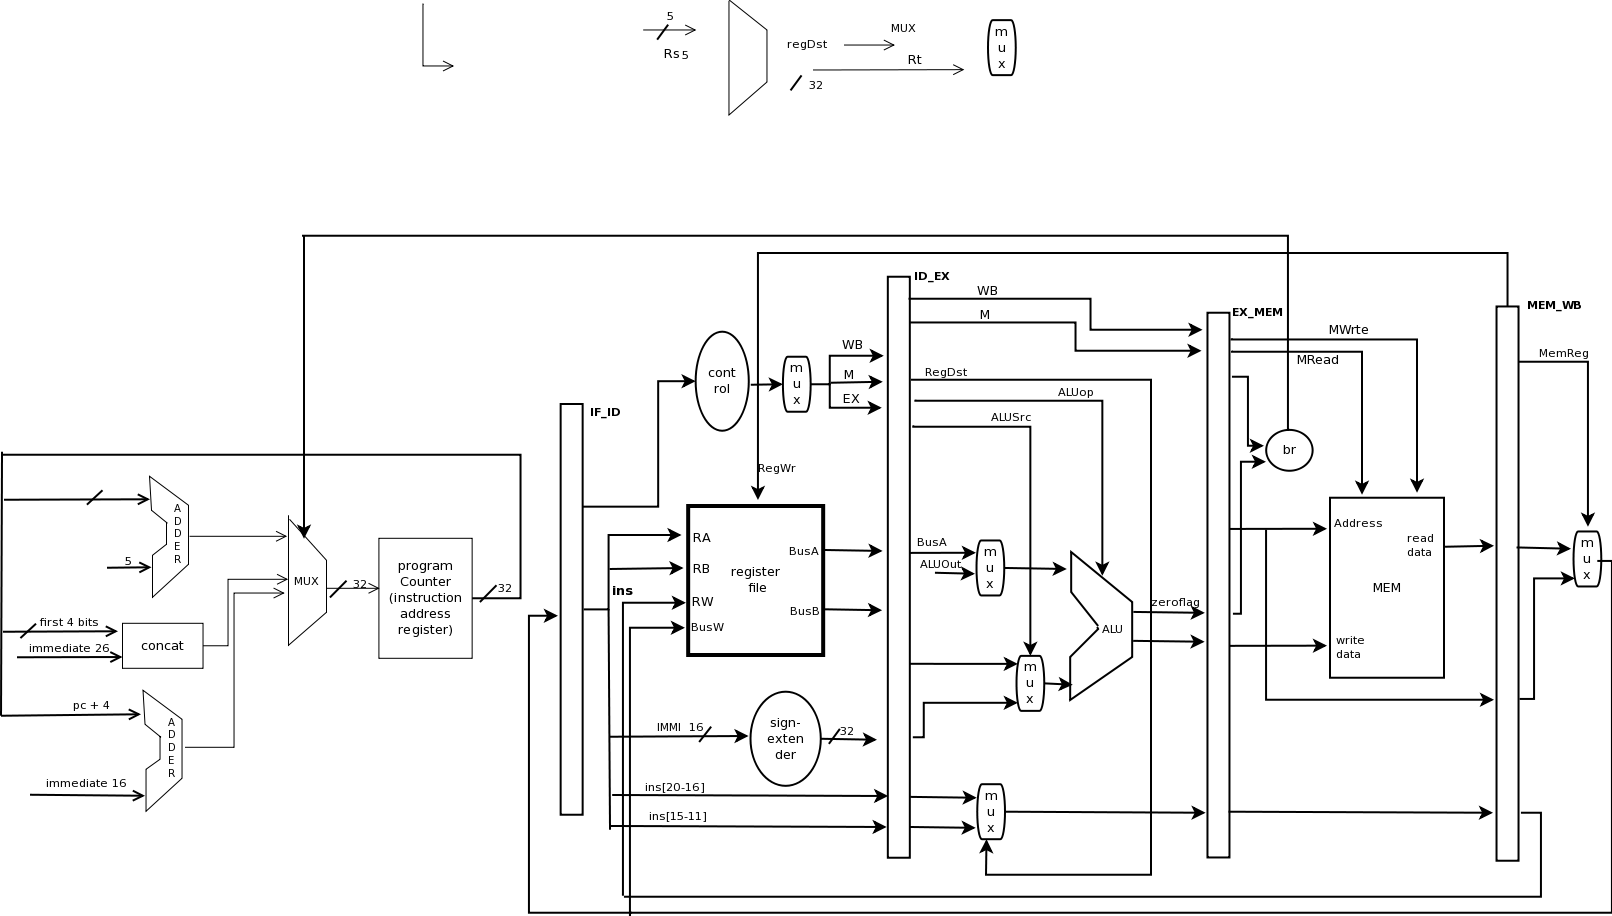 5
Rs 5
regDst
MUX
Rt
32
m
u
x
ID_EX
WB
M
EX_MEM
MWrte
MRead
MEM_WB
MemReg
cont
rol
m
u
x
WB
M
EX
RegDst
ALUop
ALUSrc
IF_ID
RegWr
br
A
D
D
E
R
5
MUX
32
program
Counter
(instruction
address
register)
32
first 4 bits
immediate 26
concat
pc + 4
A
D
D
E
R
immediate 16
ins
RA
RB
RW
BusW
register
file
BusA
BusB
BusA
ALUOut
m
u
x
zeroflag
ALU
m
u
x
Address
read
data
MEM
write
data
m
u
x
IMMI 16
sign-
exten
der
32
ins[20-16]
ins[15-11]
m
u
x